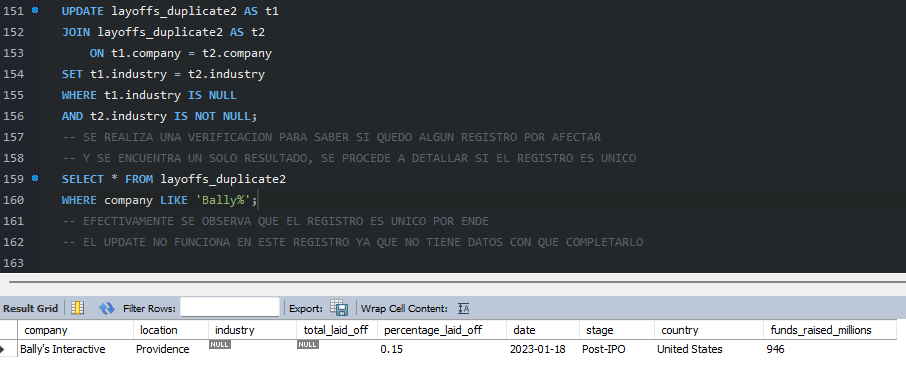 151 UPDATE layoffs_duplicate2 AS t1
152 JOIN layoffs_duplicate2 AS t2
153 ON t1.company = t2.company
154 SET t1.industry = t2.industry
155 WHERE t1.industry IS NULL
156 AND t2.industry IS NOT NULL;
157 -- SE REALIZA UNA VERIFICACION PARA SABER SI QUEDO ALGUN REGISTRO POR AFECTAR
158 -- Y SE ENCUENTRA UN SOLO RESULTADO, SE PROCEDE A DETALLAR SI EL REGISTRO ES UNICO
159 SELECT * FROM layoffs_duplicate2
160 WHERE company LIKE 'Bally%';
161 -- EFECTIVAMENTE SE OBSERVA QUE EL REGISTRO ES UNICO POR ENDE
162 -- EL UPDATE NO FUNCIONA EN ESTE REGISTRO YA QUE NO TIENE DATOS CON QUE COMPLETARLO
163
Result Grid Filter Rows: Export: Wrap Cell Content:
company location industry total_laid_off percentage_laid_off date stage country funds_raised_millions
Bally's Interactive Providence NULL NULL 0.15 2023-01-18 Post-IPO United States 946